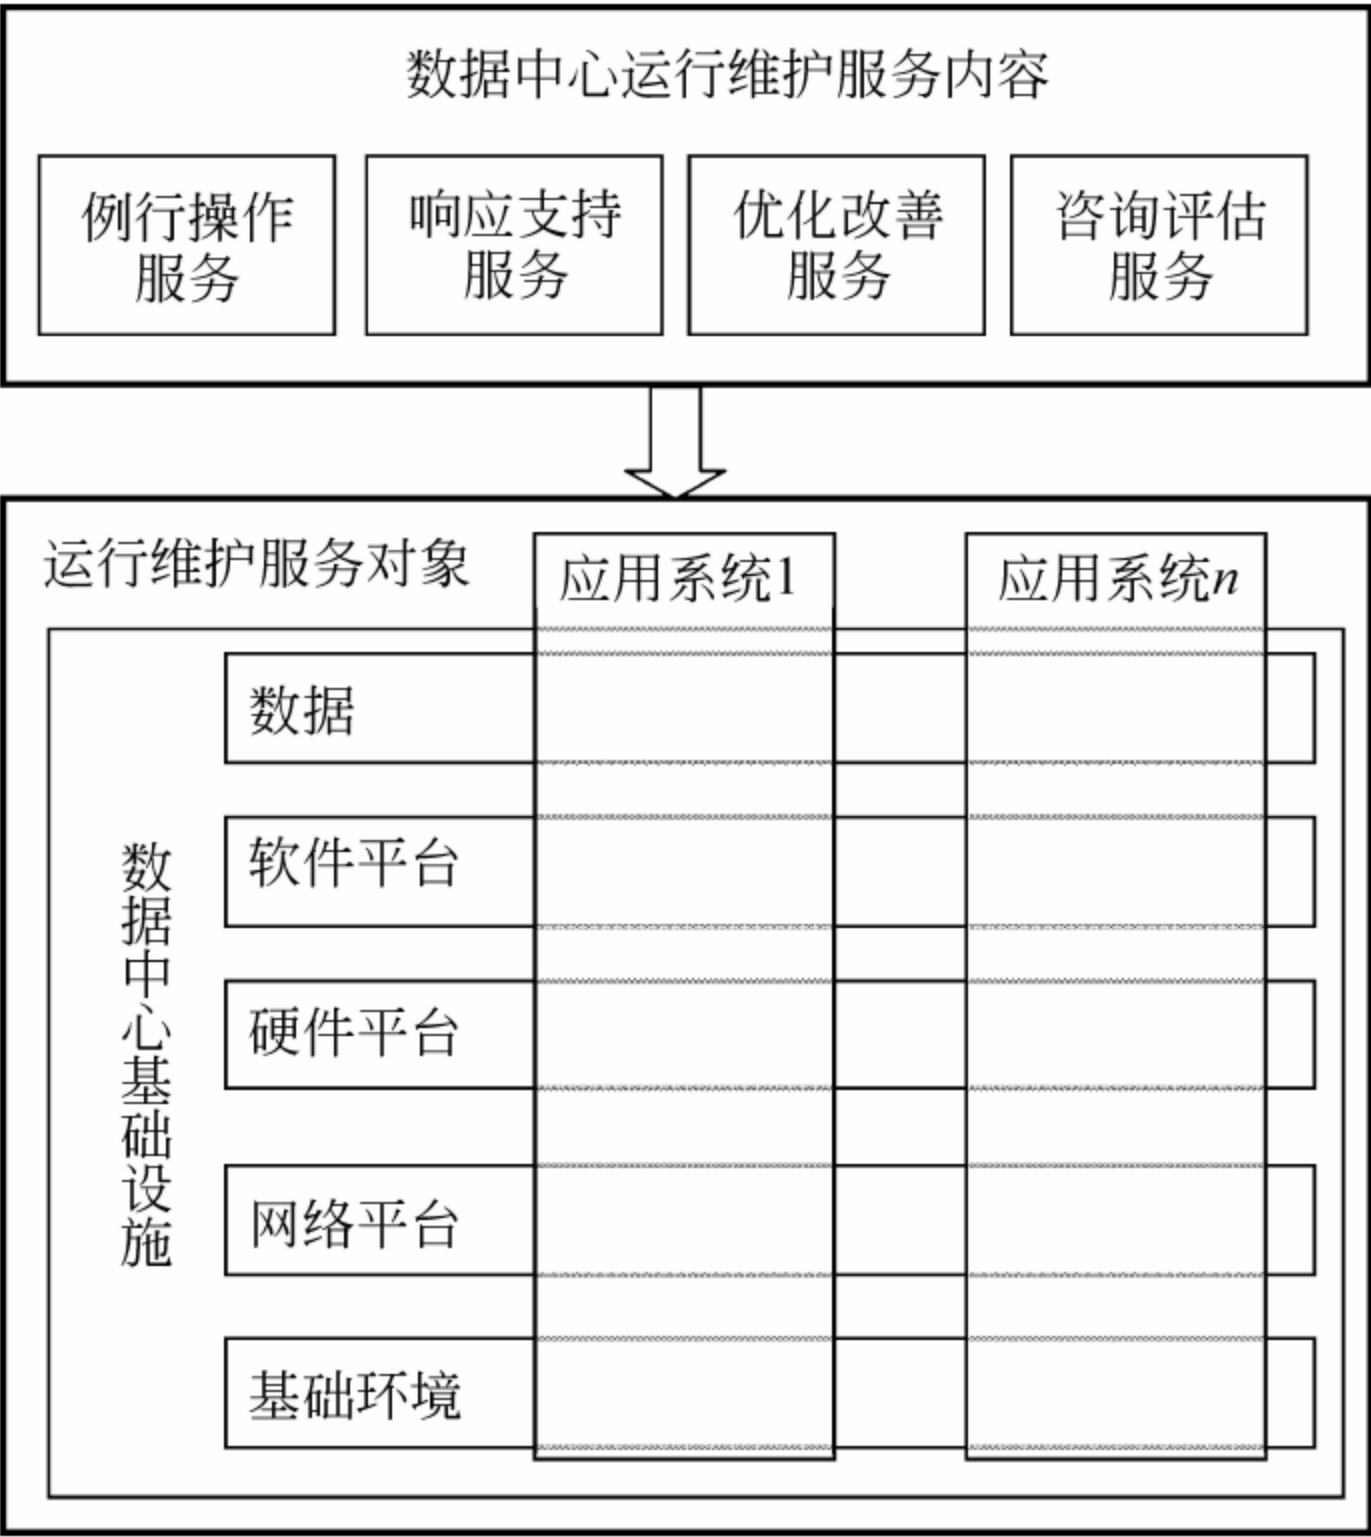 数据中心运行维护服务内容
例行操作
服务
响应支持
服务
优化改善
服务
咨询评估
服务
运行维护服务对象
应用系统1
应用系统n
数据中心基础设施
数据
软件平台
硬件平台
网络平台
基础环境